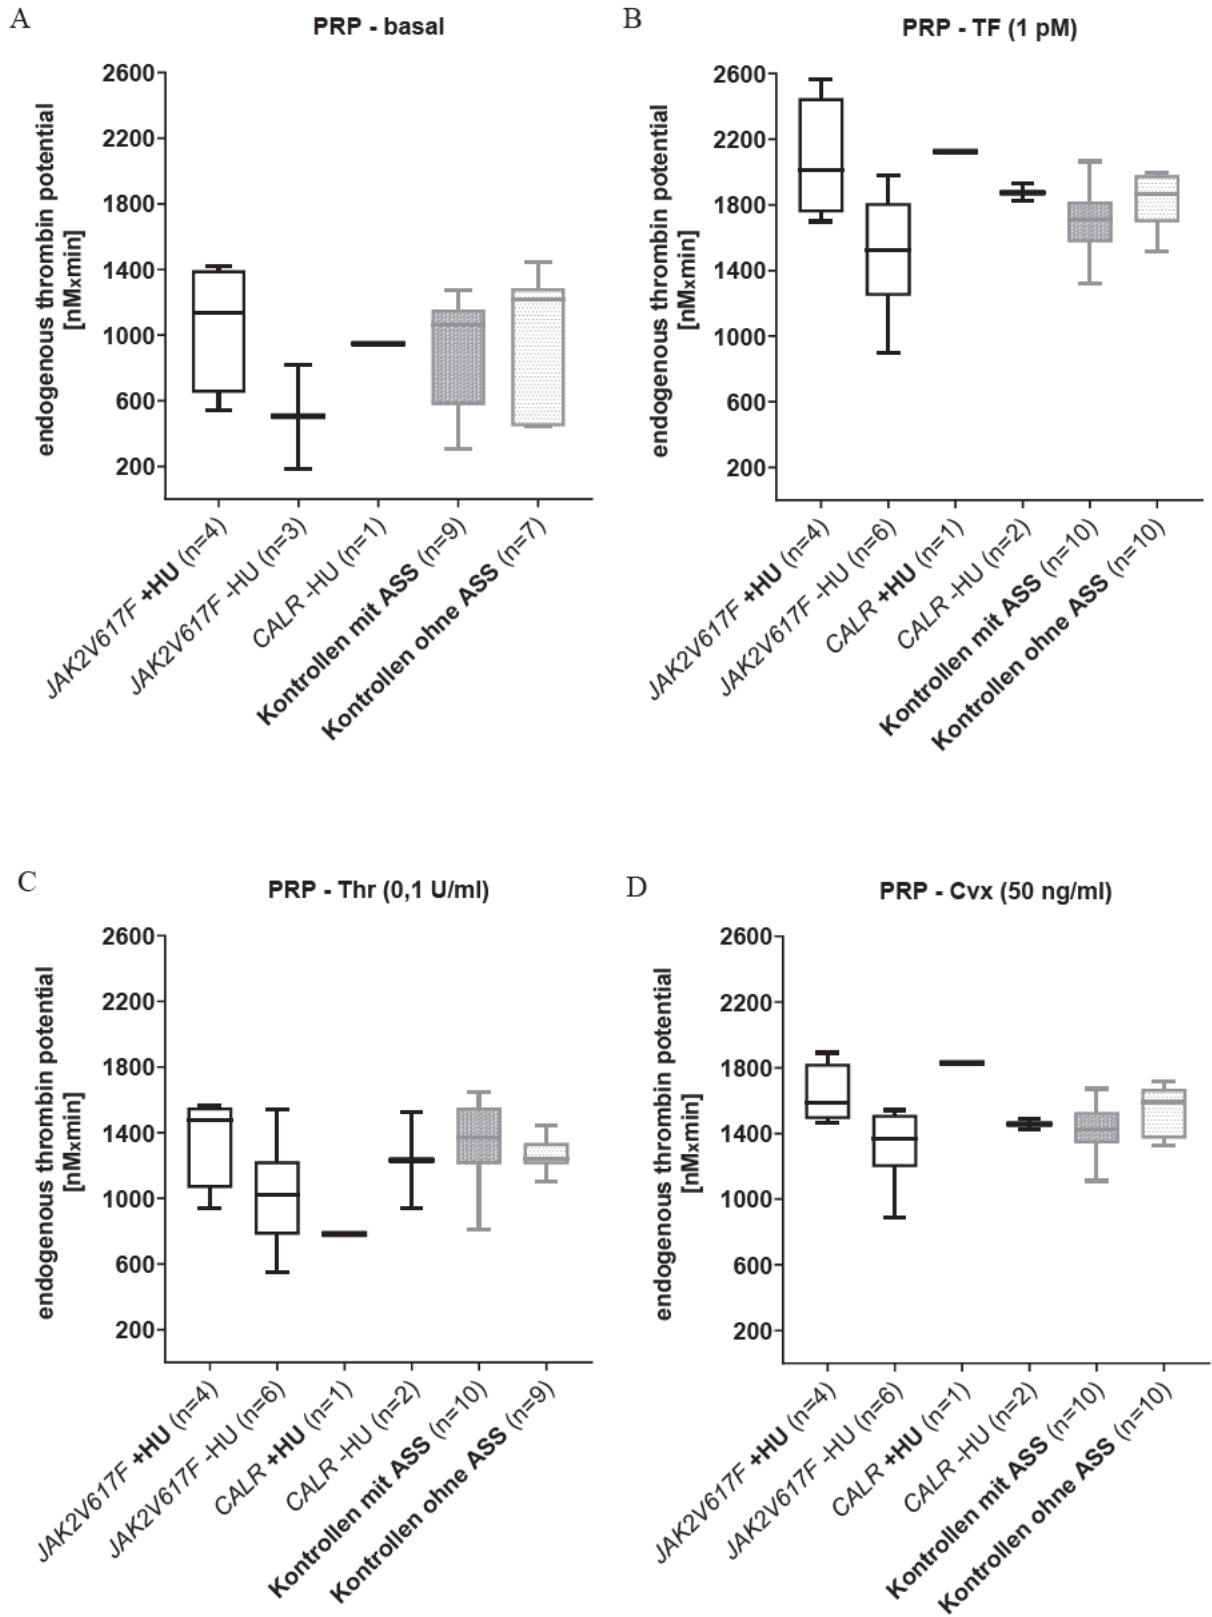 A
PRP - basal
endogenous thrombin potential
[nMxmin]
2600
2200
1800
1400
1000
600
200
JAK2V617F +HU (n=4)
JAK2V617F -HU (n=3)
CALR -HU (n=1)
Kontrollen mit ASS (n=9)
Kontrollen ohne ASS (n=7)
B
PRP - TF (1 pM)
endogenous thrombin potential
[nMxmin]
2600
2200
1800
1400
1000
600
200
JAK2V617F +HU (n=4)
JAK2V617F -HU (n=6)
CALR +HU (n=1)
CALR -HU (n=2)
Kontrollen mit ASS (n=10)
Kontrollen ohne ASS (n=10)
C
PRP - Thr (0,1 U/ml)
endogenous thrombin potential
[nMxmin]
2600
2200
1800
1400
1000
600
200
JAK2V617F +HU (n=4)
JAK2V617F -HU (n=6)
CALR +HU (n=1)
CALR -HU (n=2)
Kontrollen mit ASS (n=10)
Kontrollen ohne ASS (n=9)
D
PRP - Cvx (50 ng/ml)
endogenous thrombin potential
[nMxmin]
2600
2200
1800
1400
1000
600
200
JAK2V617F +HU (n=4)
JAK2V617F -HU (n=6)
CALR +HU (n=1)
CALR -HU (n=2)
Kontrollen mit ASS (n=10)
Kontrollen ohne ASS (n=10)